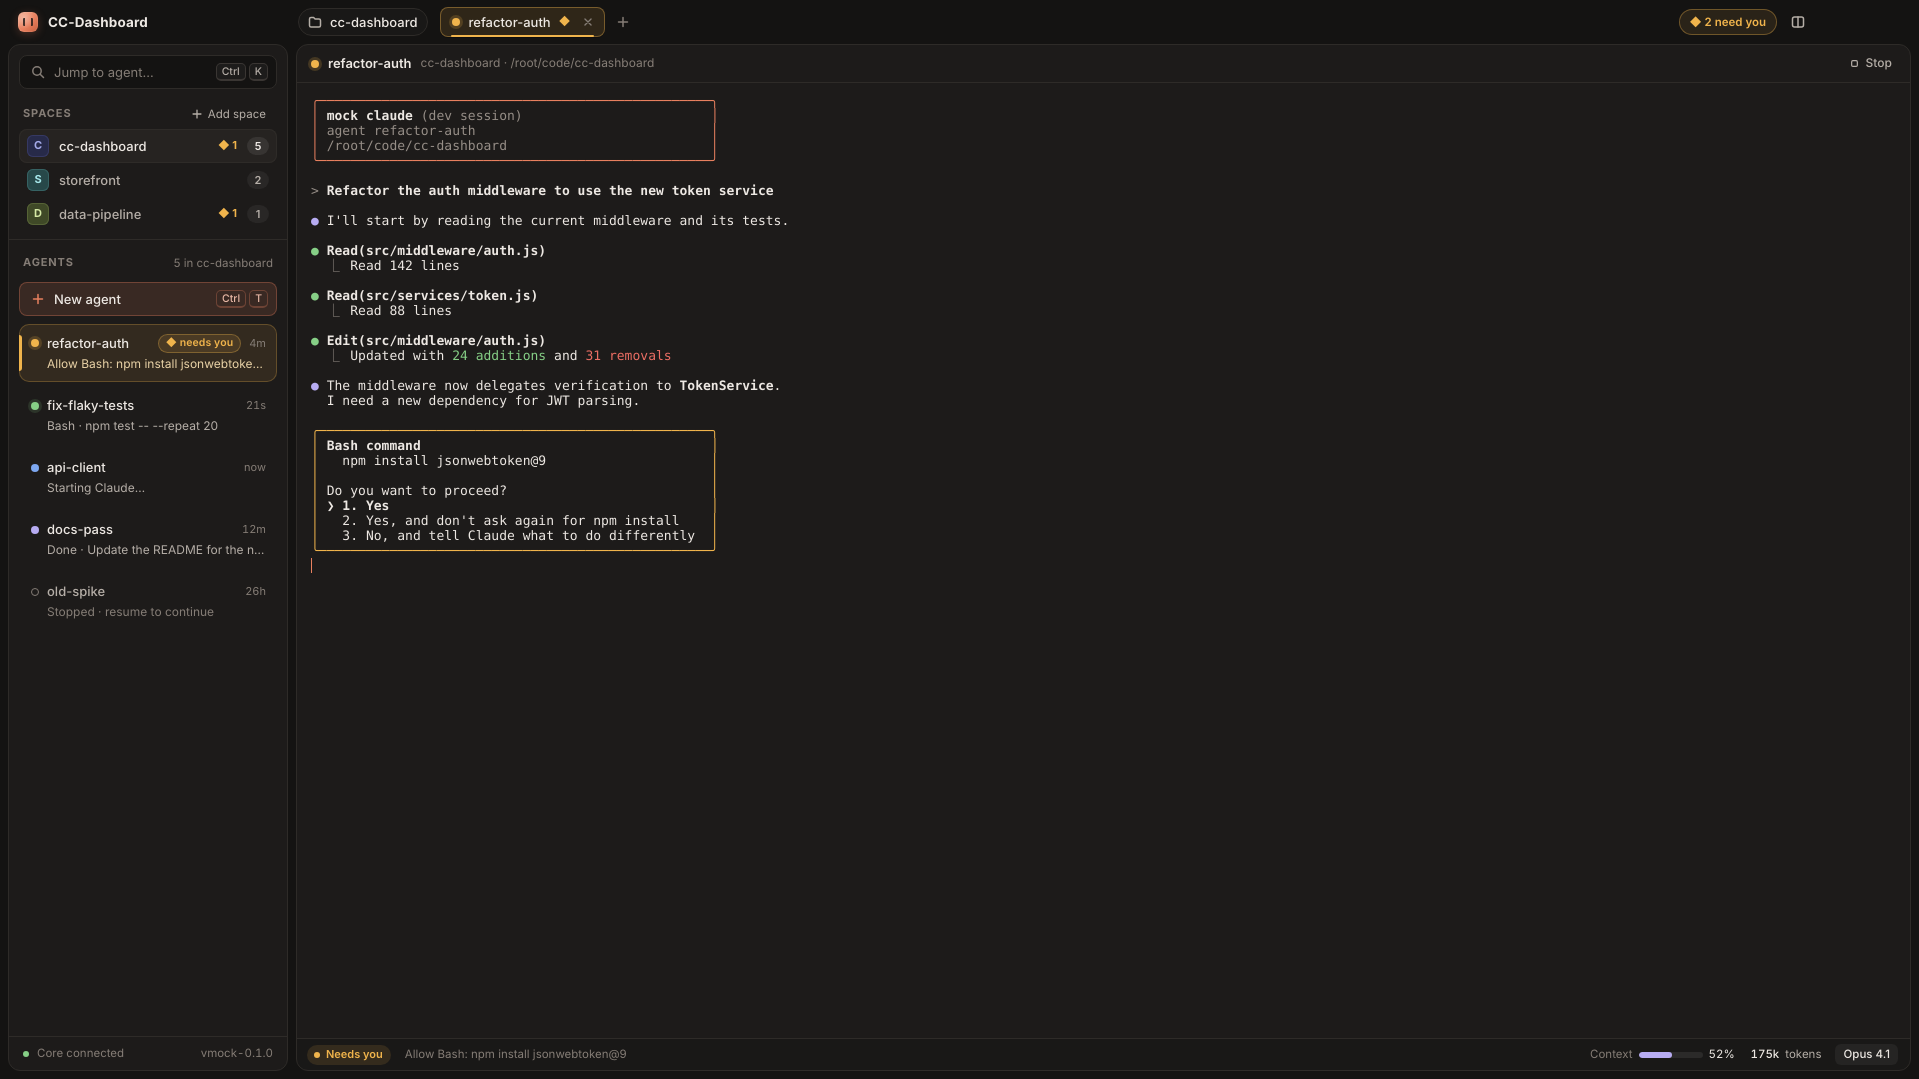 CC-Dashboard
cc-dashboard
refactor-auth
2 need you
Jump to agent...
Ctrl K
SPACES
Add space
C cc-dashboard 1 5
S storefront 2
D data-pipeline 1 1
AGENTS
5 in cc-dashboard
New agent
Ctrl T
refactor-auth needs you 4m
Allow Bash: npm install jsonwebtoke...
fix-flaky-tests 21s
Bash · npm test -- --repeat 20
api-client now
Starting Claude...
docs-pass 12m
Done · Update the README for the n...
old-spike 26h
Stopped · resume to continue
Core connected
vmock-0.1.0
refactor-auth cc-dashboard · /root/code/cc-dashboard
Stop
mock claude (dev session)
agent refactor-auth
/root/code/cc-dashboard
> Refactor the auth middleware to use the new token service
I'll start by reading the current middleware and its tests.
Read(src/middleware/auth.js)
Read 142 lines
Read(src/services/token.js)
Read 88 lines
Edit(src/middleware/auth.js)
Updated with 24 additions and 31 removals
The middleware now delegates verification to TokenService.
I need a new dependency for JWT parsing.
Bash command
npm install jsonwebtoken@9
Do you want to proceed?
❯ 1. Yes
2. Yes, and don't ask again for npm install
3. No, and tell Claude what to do differently
Needs you
Allow Bash: npm install jsonwebtoken@9
Context 52% 175k tokens Opus 4.1